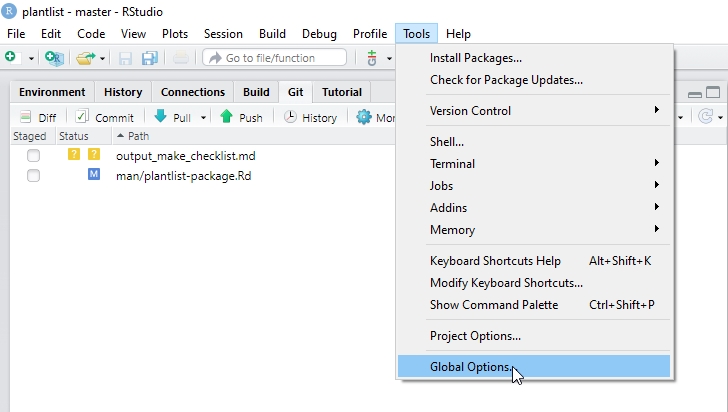 plantlist - master - RStudio
File Edit Code View Plots Session Build Debug Profile Tools Help
Go to file/function
Environment History Connections Build Git Tutorial
Diff Commit Pull Push History Mor
Staged Status Path
? ? output_make_checklist.md
M man/plantlist-package.Rd
Install Packages...
Check for Package Updates...
Version Control
Shell...
Terminal
Jobs
Addins
Memory
Keyboard Shortcuts Help Alt+Shift+K
Modify Keyboard Shortcuts...
Show Command Palette Ctrl+Shift+P
Project Options...
Global Options...